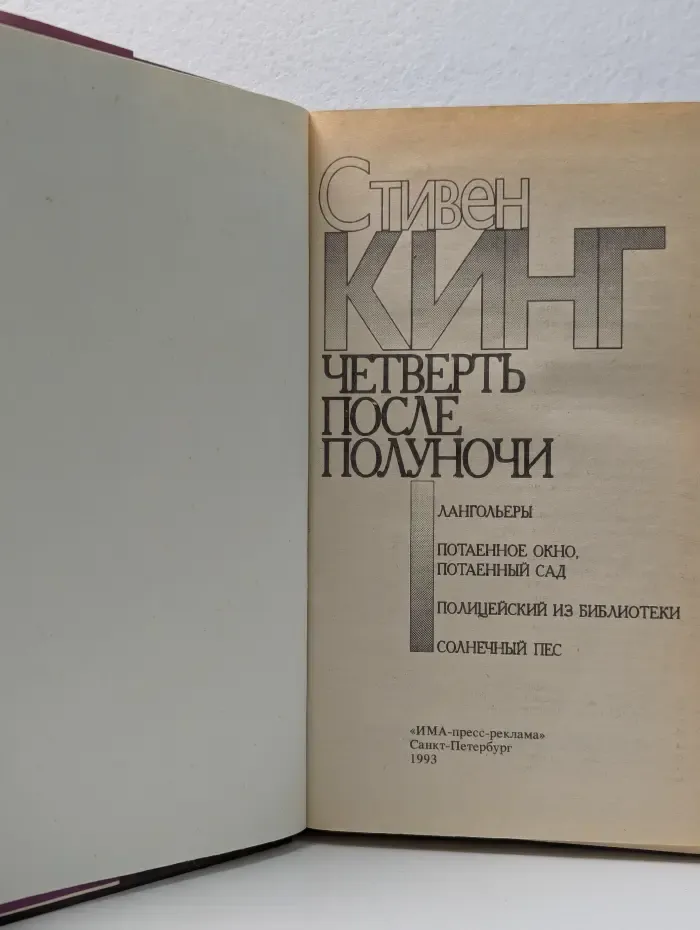 Стивен
КИНГ
ЧЕТВЕРТЬ
ПОСЛЕ
ПОЛУНОЧИ
ЛАНГОЛЬЕРЫ
ПОТАЕННОЕ ОКНО,
ПОТАЕННЫЙ САД
ПОЛИЦЕЙСКИЙ ИЗ БИБЛИОТЕКИ
СОЛНЕЧНЫЙ ПЕС
«ИМА-пресс-реклама»
Санкт-Петербург
1993